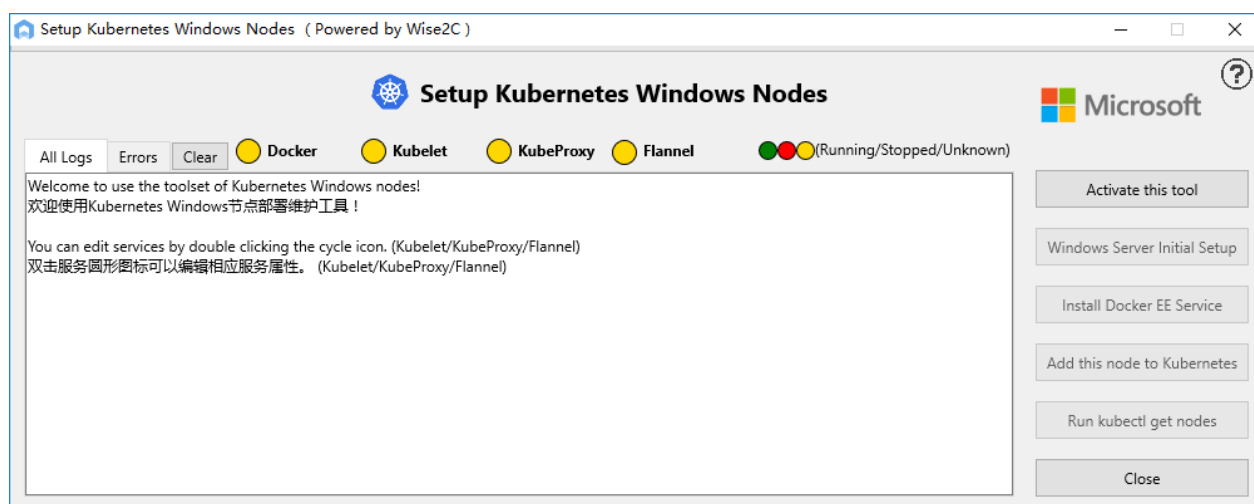 Setup Kubernetes Windows Nodes ( Powered by Wise2C )
?
Setup Kubernetes Windows Nodes
Microsoft
All Logs Errors Clear Docker Kubelet KubeProxy Flannel (Running/Stopped/Unknown)
Welcome to use the toolset of Kubernetes Windows nodes!
欢迎使用Kubernetes Windows节点部署维护工具！
You can edit services by double clicking the cycle icon. (Kubelet/KubeProxy/Flannel)
双击服务圆形图标可以编辑相应服务属性。 (Kubelet/KubeProxy/Flannel)
Activate this tool
Windows Server Initial Setup
Install Docker EE Service
Add this node to Kubernetes
Run kubectl get nodes
Close